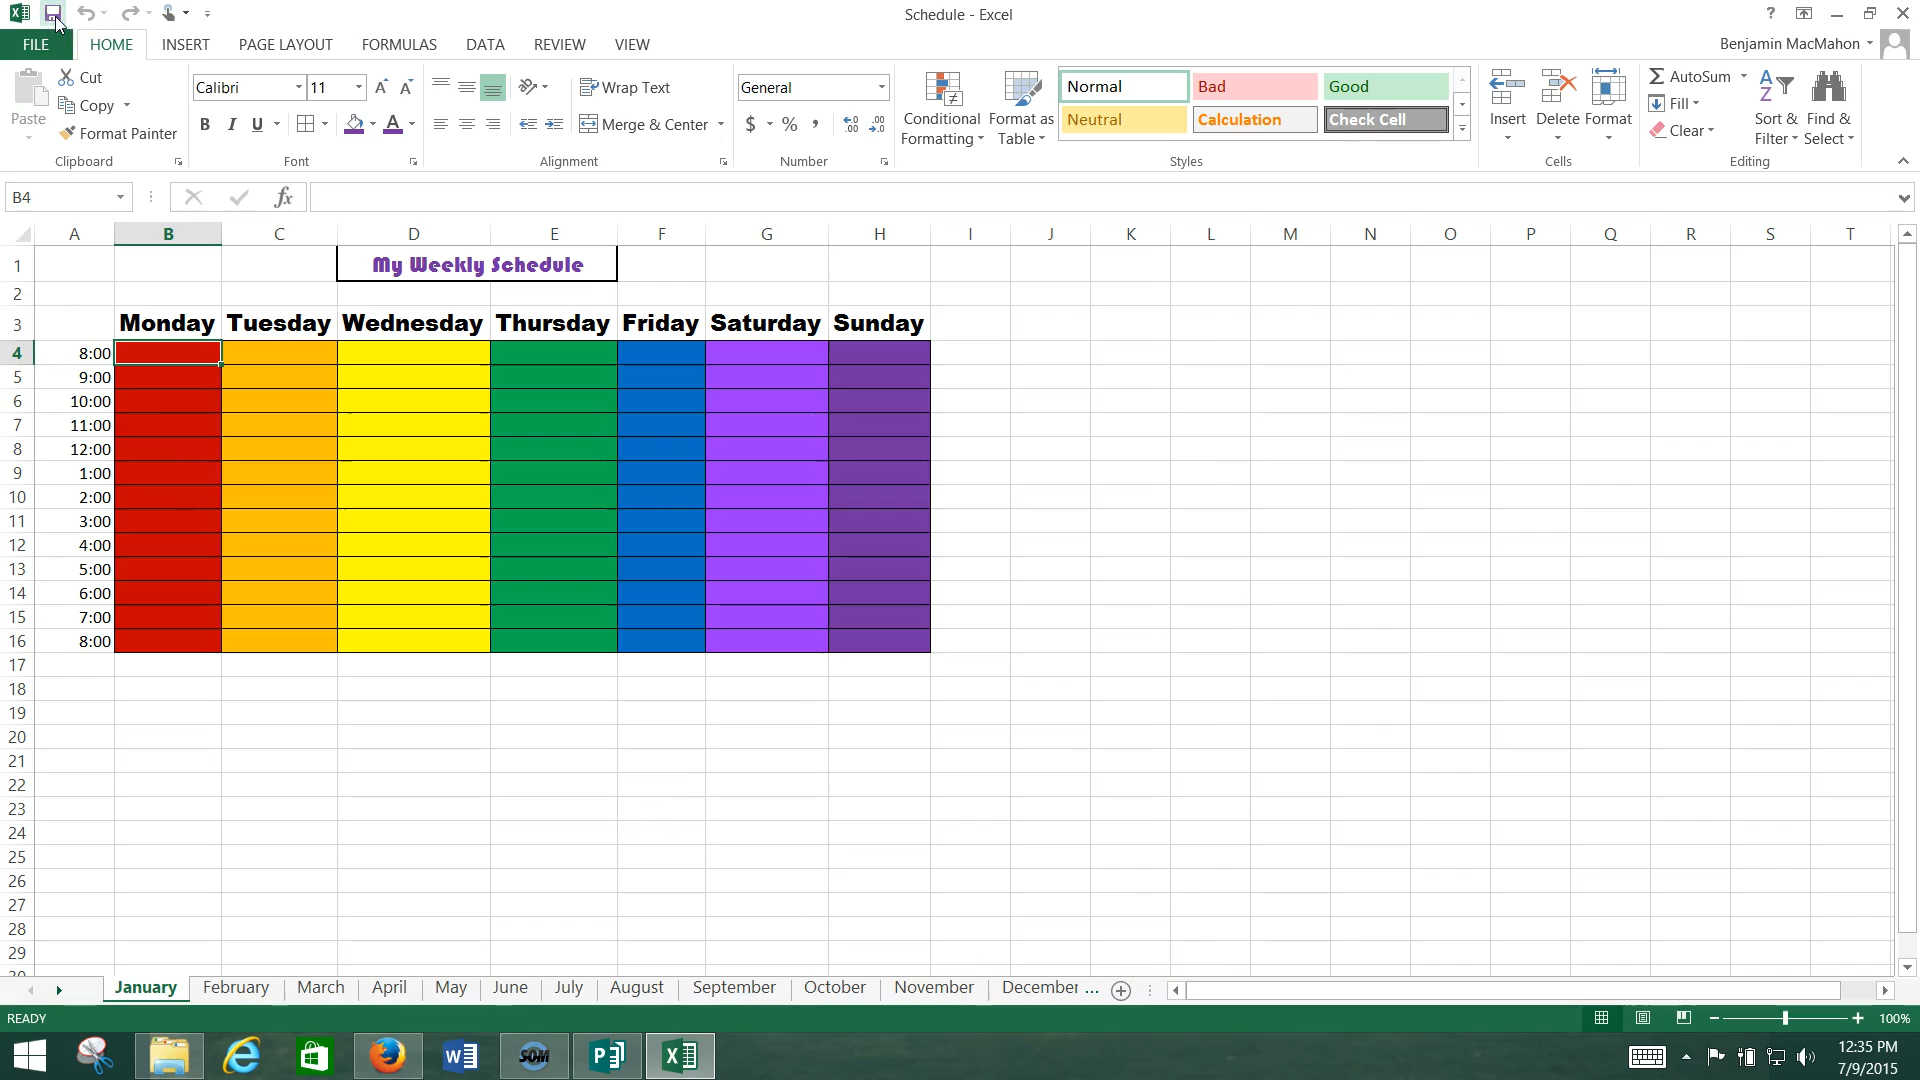 Schedule - Excel
?
FILE HOME INSERT PAGE LAYOUT FORMULAS DATA REVIEW VIEW
Benjamin MacMahon
Paste
Cut
Copy
Format Painter
Clipboard
Calibri 11
B I U
Font
Wrap Text
Merge & Center
Alignment
General
$ % ,
Number
Conditional Formatting
Format as Table
Normal Bad Good
Neutral Calculation Check Cell
Styles
Insert Delete Format
Cells
AutoSum
Fill
Clear
Sort & Filter
Find & Select
Editing
B4
fx
A B C D E F G H I J K L M N O P Q R S T
1 My Weekly Schedule
2
3 Monday Tuesday Wednesday Thursday Friday Saturday Sunday
4 8:00
5 9:00
6 10:00
7 11:00
8 12:00
9 1:00
10 2:00
11 3:00
12 4:00
13 5:00
14 6:00
15 7:00
16 8:00
17
18
19
20
21
22
23
24
25
26
27
28
29
30
January February March April May June July August September October November December ...
READY
100%
SOM
12:35 PM
7/9/2015